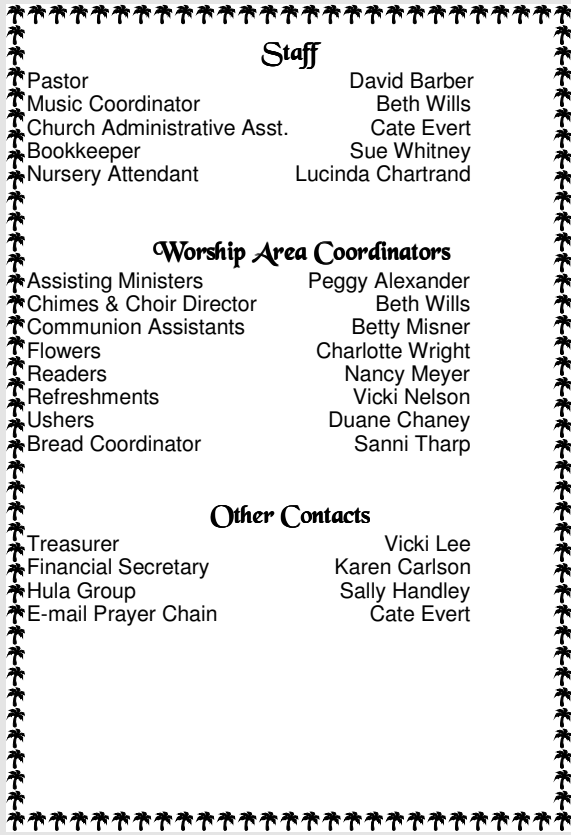 Staff
Pastor David Barber
Music Coordinator Beth Wills
Church Administrative Asst. Cate Evert
Bookkeeper Sue Whitney
Nursery Attendant Lucinda Chartrand
Worship Area Coordinators
Assisting Ministers Peggy Alexander
Chimes & Choir Director Beth Wills
Communion Assistants Betty Misner
Flowers Charlotte Wright
Readers Nancy Meyer
Refreshments Vicki Nelson
Ushers Duane Chaney
Bread Coordinator Sanni Tharp
Other Contacts
Treasurer Vicki Lee
Financial Secretary Karen Carlson
Hula Group Sally Handley
E-mail Prayer Chain Cate Evert